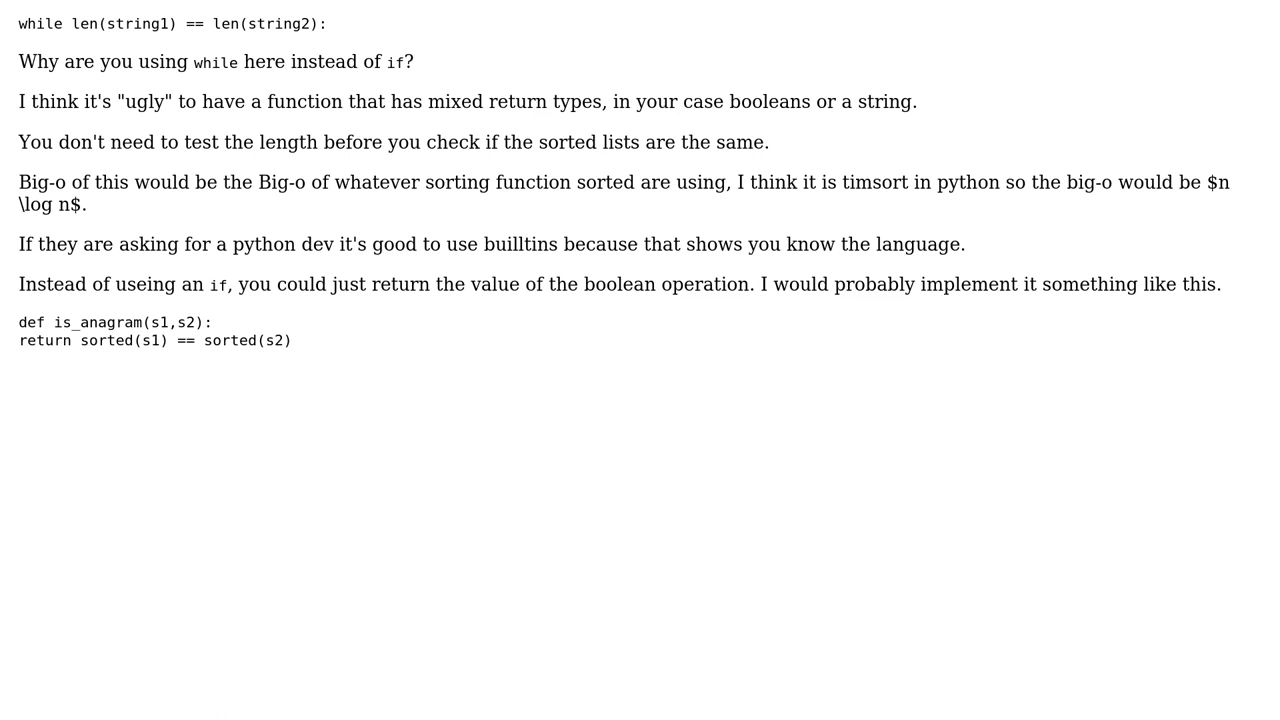 while len(string1) == len(string2):
Why are you using while here instead of if?
I think it's "ugly" to have a function that has mixed return types, in your case booleans or a string.
You don't need to test the length before you check if the sorted lists are the same.
Big-o of this would be the Big-o of whatever sorting function sorted are using, I think it is timsort in python so the big-o would be $n
\log n$.
If they are asking for a python dev it's good to use builltins because that shows you know the language.
Instead of useing an if, you could just return the value of the boolean operation. I would probably implement it something like this.
def is_anagram(s1,s2):
return sorted(s1) == sorted(s2)